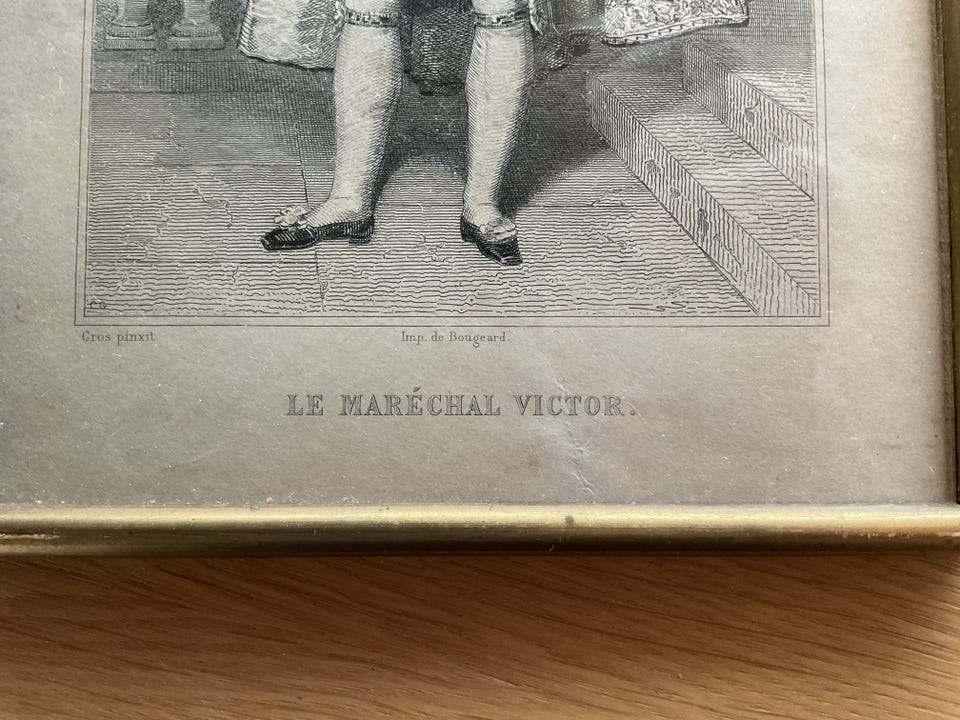 Gros pinxit.
Imp. de Bougeard.
LE MARÉCHAL VICTOR.